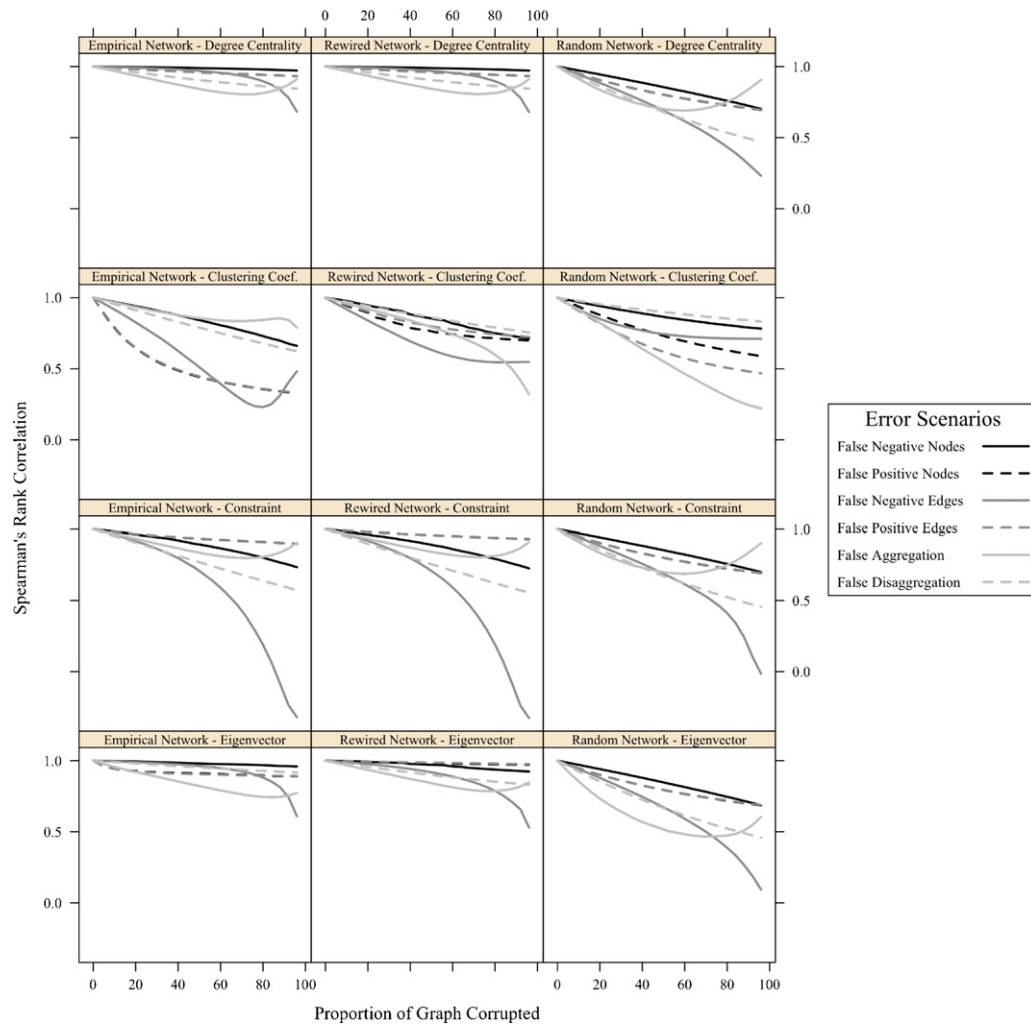 0 20 40 60 80 100
Empirical Network - Degree Centrality
Rewired Network - Degree Centrality
Random Network - Degree Centrality
1.0
0.5
0.0
Empirical Network - Clustering Coef.
Rewired Network - Clustering Coef.
Random Network - Clustering Coef.
1.0
0.5
0.0
Empirical Network - Constraint
Rewired Network - Constraint
Random Network - Constraint
1.0
0.5
0.0
Empirical Network - Eigenvector
Rewired Network - Eigenvector
Random Network - Eigenvector
1.0
0.5
0.0
0 20 40 60 80 100
0 20 40 60 80 100
Proportion of Graph Corrupted
Spearman's Rank Correlation
Error Scenarios
False Negative Nodes
False Positive Nodes
False Negative Edges
False Positive Edges
False Aggregation
False Disaggregation